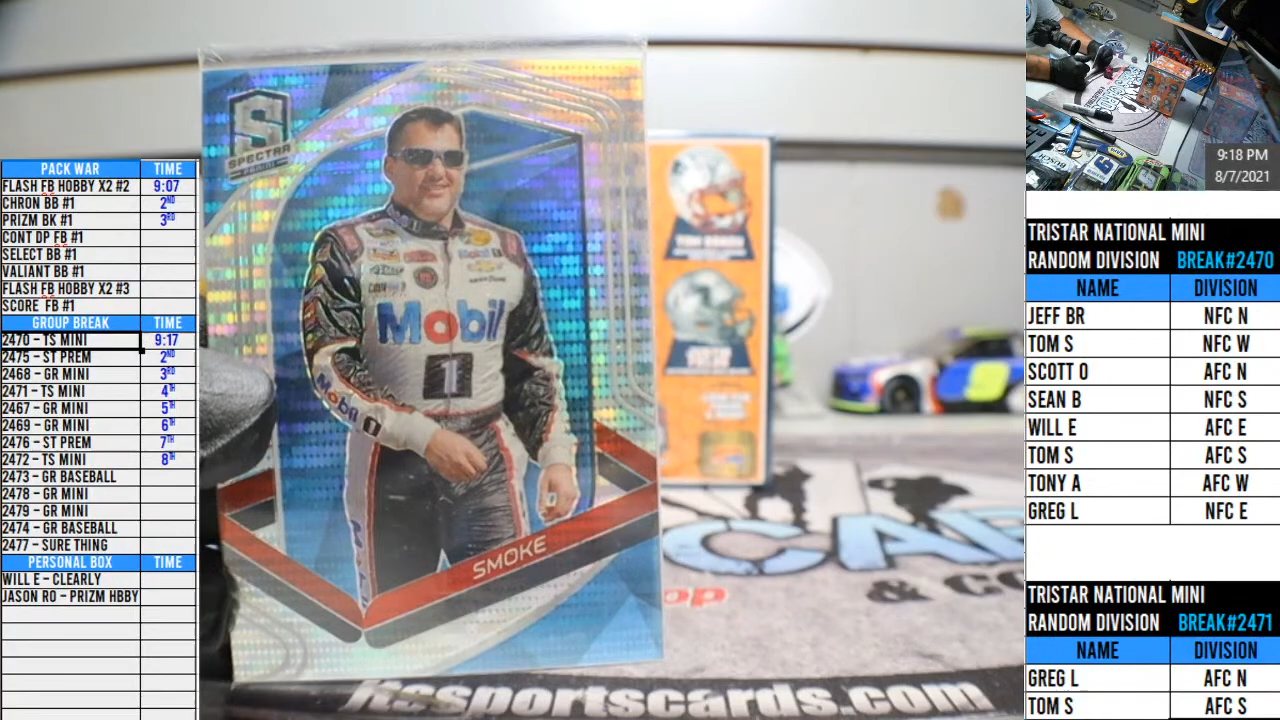 PACK WAR TIME
FLASH FB HOBBY X2 #2 9:07
CHRON BB #1 2ND
PRIZM BK #1 3RD
CONT DP FB #1
SELECT BB #1
VALIANT BB #1
FLASH FB HOBBY X2 #3
SCORE FB #1
GROUP BREAK TIME
2470 – TS MINI 9:17
2475 – ST PREM 2ND
2468 – GR MINI 3RD
2471 – TS MINI 4TH
2467 – GR MINI 5TH
2469 – GR MINI 6TH
2476 – ST PREM 7TH
2472 – TS MINI 8TH
2473 – GR BASEBALL
2478 – GR MINI
2479 – GR MINI
2474 – GR BASEBALL
2477 – SURE THING
PERSONAL BOX TIME
WILL E – CLEARLY
JASON RO – PRIZM HBBY
S
SPECTRA
Mobil
1
Mobil 1
SMOKE
CAR
& CO
op
itssportscards.com
9:18 PM
8/7/2021
TRISTAR NATIONAL MINI
RANDOM DIVISION BREAK#2470
NAME DIVISION
JEFF BR NFC N
TOM S NFC W
SCOTT O AFC N
SEAN B NFC S
WILL E AFC E
TOM S AFC S
TONY A AFC W
GREG L NFC E
TRISTAR NATIONAL MINI
RANDOM DIVISION BREAK#2471
NAME DIVISION
GREG L AFC N
TOM S AFC S